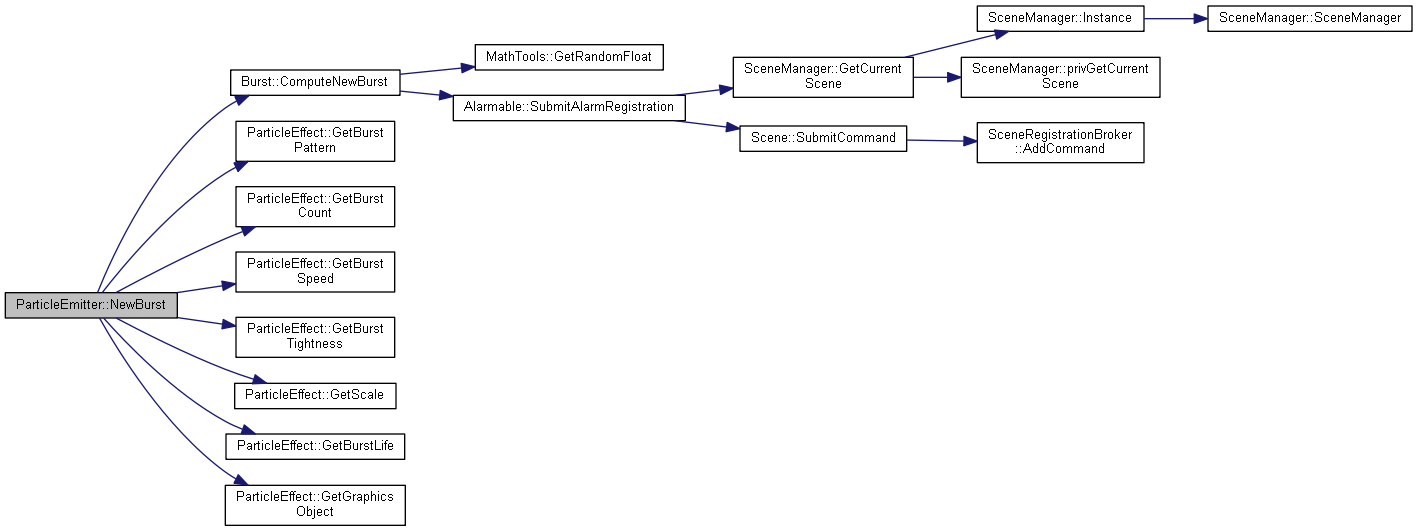 ParticleEmitter::NewBurst
Burst::ComputeNewBurst
ParticleEffect::GetBurst
Pattern
ParticleEffect::GetBurst
Count
ParticleEffect::GetBurst
Speed
ParticleEffect::GetBurst
Tightness
ParticleEffect::GetScale
ParticleEffect::GetBurstLife
ParticleEffect::GetGraphics
Object
MathTools::GetRandomFloat
Alarmable::SubmitAlarmRegistration
SceneManager::GetCurrent
Scene
Scene::SubmitCommand
SceneManager::Instance
SceneManager::privGetCurrent
Scene
SceneRegistrationBroker
::AddCommand
SceneManager::SceneManager